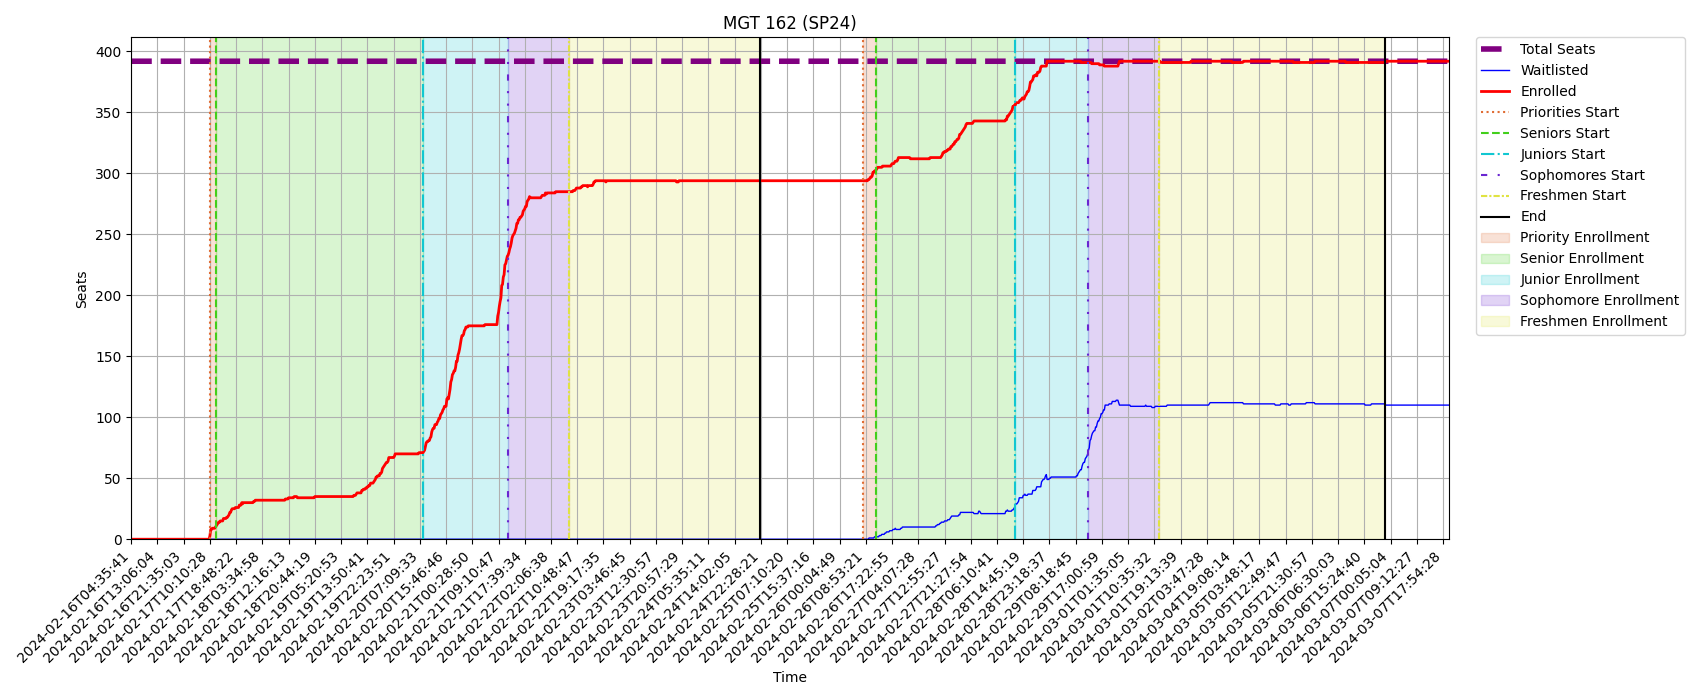 MGT 162 (SP24)
Seats
400
350
300
250
200
150
100
50
0
2024-02-16T04:35:41
2024-02-16T13:06:04
2024-02-16T21:35:03
2024-02-17T10:10:28
2024-02-17T18:48:22
2024-02-18T03:34:58
2024-02-18T12:16:13
2024-02-18T20:44:19
2024-02-19T05:20:53
2024-02-19T13:50:41
2024-02-19T22:23:51
2024-02-20T07:09:33
2024-02-20T15:46:46
2024-02-21T00:28:50
2024-02-21T09:10:47
2024-02-21T17:39:34
2024-02-22T02:06:38
2024-02-22T10:48:47
2024-02-22T19:17:35
2024-02-23T03:46:45
2024-02-23T12:30:57
2024-02-23T20:57:29
2024-02-24T05:35:11
2024-02-24T14:02:05
2024-02-24T22:28:21
2024-02-25T07:10:20
2024-02-25T15:37:16
2024-02-26T00:04:49
2024-02-26T08:53:21
2024-02-26T17:22:55
2024-02-27T04:07:28
2024-02-27T12:55:27
2024-02-27T21:27:54
2024-02-28T06:10:41
2024-02-28T14:45:19
2024-02-28T23:18:37
2024-02-29T08:18:45
2024-02-29T17:00:59
2024-03-01T01:35:05
2024-03-01T10:35:32
2024-03-01T19:13:39
2024-03-02T03:47:28
2024-03-04T19:08:14
2024-03-05T03:48:17
2024-03-05T12:49:47
2024-03-05T21:30:57
2024-03-06T06:30:03
2024-03-06T15:24:40
2024-03-07T00:05:04
2024-03-07T09:12:27
2024-03-07T17:54:28
Time
Total Seats
Waitlisted
Enrolled
Priorities Start
Seniors Start
Juniors Start
Sophomores Start
Freshmen Start
End
Priority Enrollment
Senior Enrollment
Junior Enrollment
Sophomore Enrollment
Freshmen Enrollment